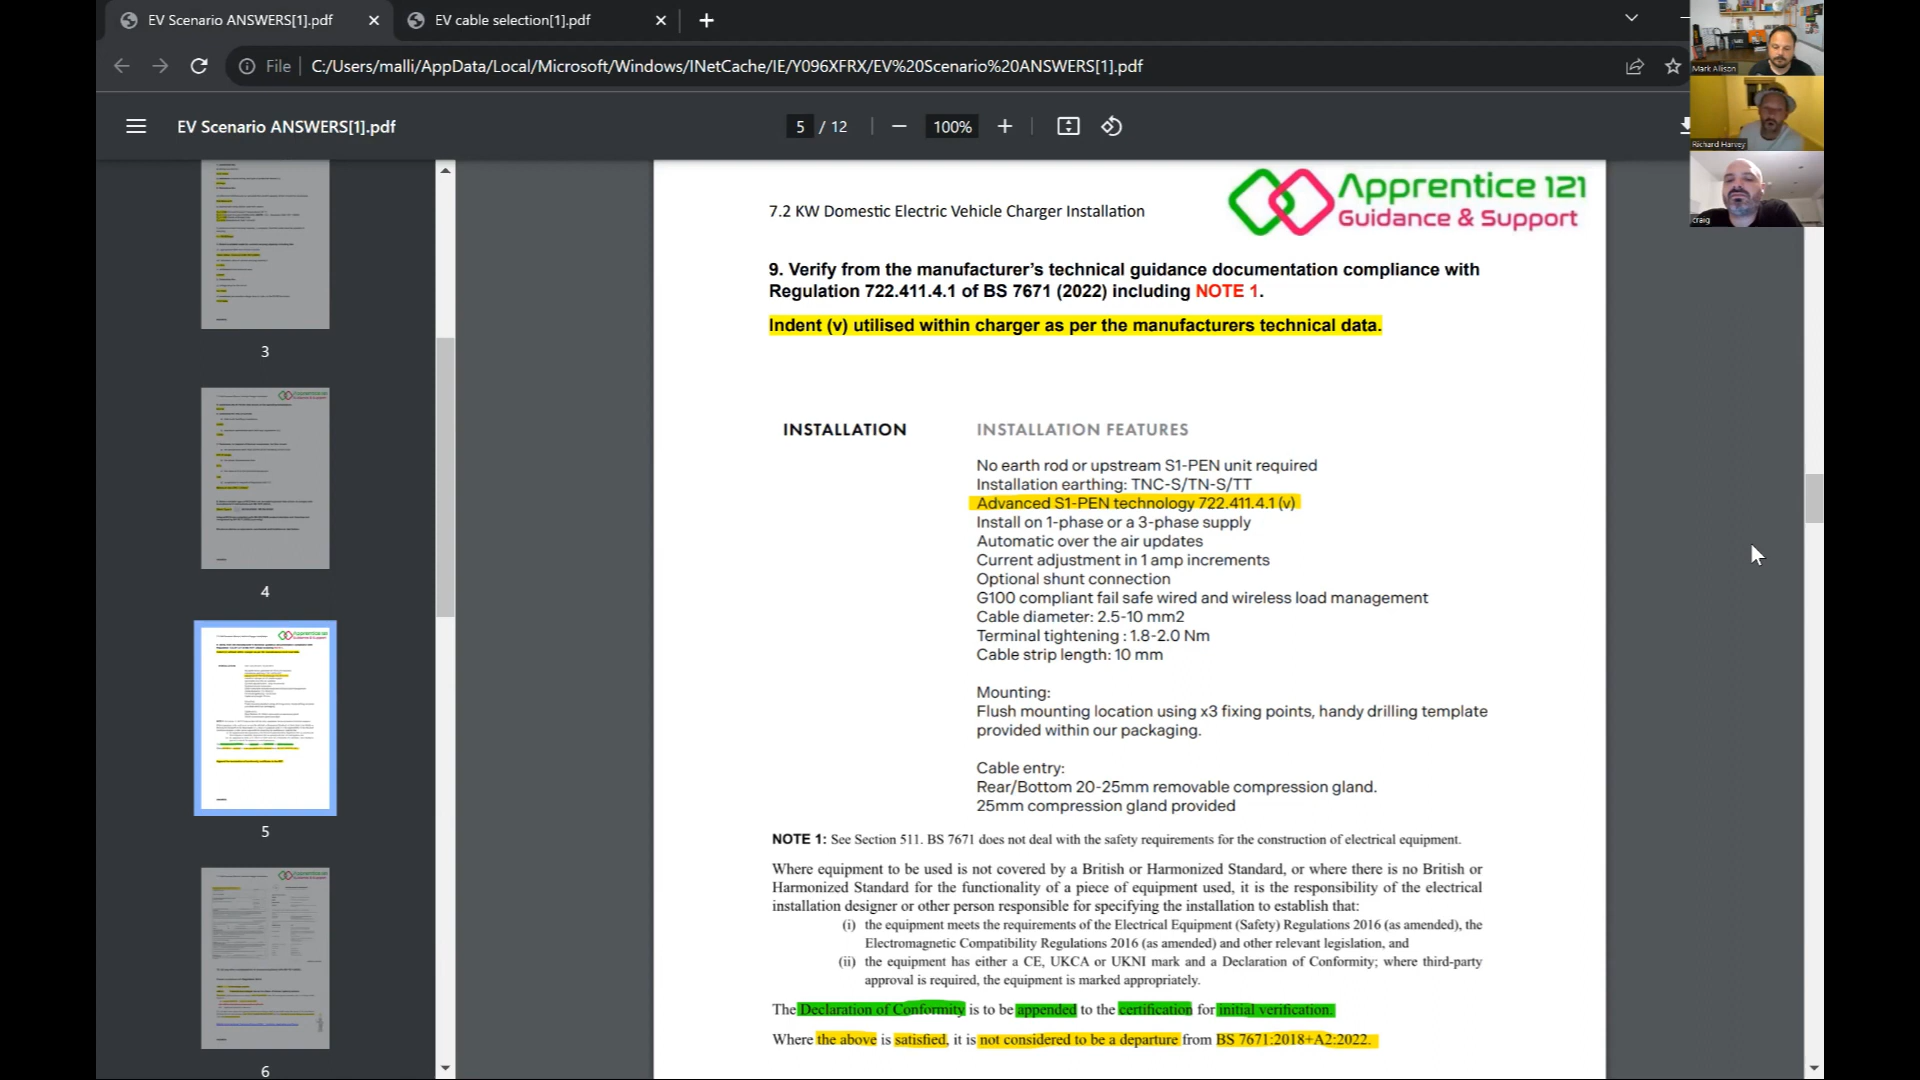 EV Scenario ANSWERS[1].pdf
EV cable selection[1].pdf
File
C:/Users/malli/AppData/Local/Microsoft/Windows/INetCache/IE/Y096XFRX/EV%20Scenario%20ANSWERS[1].pdf
Mark Allison
Richard Harvey
craig
EV Scenario ANSWERS[1].pdf
5 / 12
100%
3
4
5
6
7.2 KW Domestic Electric Vehicle Charger Installation
Apprentice 121
Guidance & Support
9. Verify from the manufacturer’s technical guidance documentation compliance with
Regulation 722.411.4.1 of BS 7671 (2022) including NOTE 1.
Indent (v) utilised within charger as per the manufacturers technical data.
INSTALLATION
INSTALLATION FEATURES
No earth rod or upstream S1-PEN unit required
Installation earthing: TNC-S/TN-S/TT
Advanced S1-PEN technology 722.411.4.1 (v)
Install on 1-phase or a 3-phase supply
Automatic over the air updates
Current adjustment in 1 amp increments
Optional shunt connection
G100 compliant fail safe wired and wireless load management
Cable diameter: 2.5-10 mm2
Terminal tightening : 1.8-2.0 Nm
Cable strip length: 10 mm
Mounting:
Flush mounting location using x3 fixing points, handy drilling template
provided within our packaging.
Cable entry:
Rear/Bottom 20-25mm removable compression gland.
25mm compression gland provided
NOTE 1: See Section 511. BS 7671 does not deal with the safety requirements for the construction of electrical equipment.
Where equipment to be used is not covered by a British or Harmonized Standard, or where there is no British or
Harmonized Standard for the functionality of a piece of equipment used, it is the responsibility of the electrical
installation designer or other person responsible for specifying the installation to establish that:
(i) the equipment meets the requirements of the Electrical Equipment (Safety) Regulations 2016 (as amended), the
Electromagnetic Compatibility Regulations 2016 (as amended) and other relevant legislation, and
(ii) the equipment has either a CE, UKCA or UKNI mark and a Declaration of Conformity; where third-party
approval is required, the equipment is marked appropriately.
The Declaration of Conformity is to be appended to the certification for initial verification.
Where the above is satisfied, it is not considered to be a departure from BS 7671:2018+A2:2022.